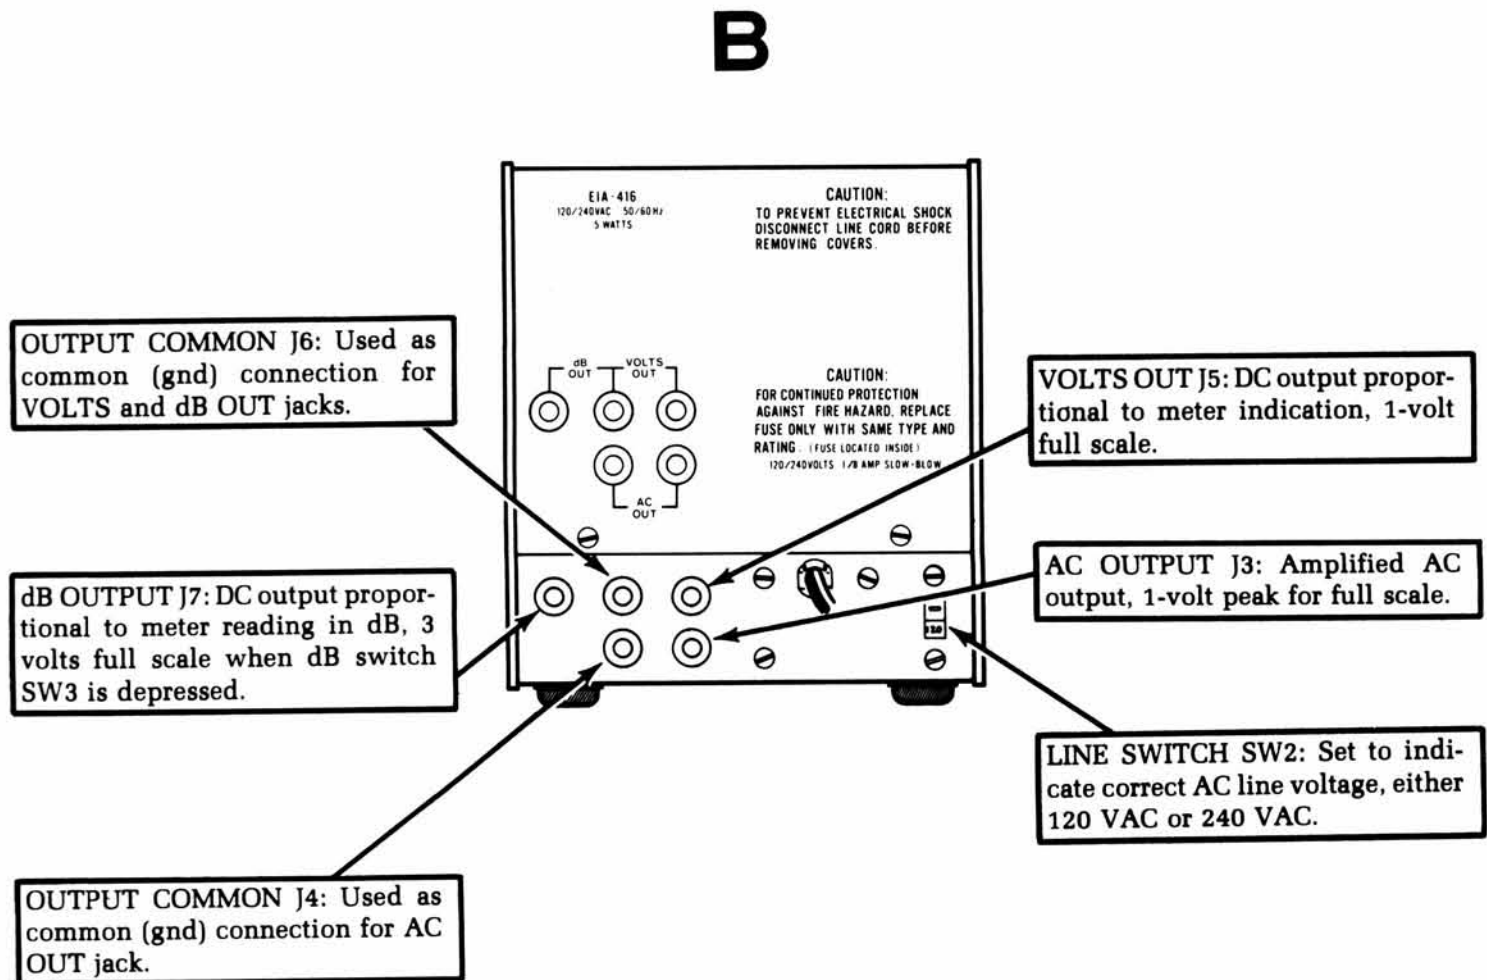 B
EIA-416
120/240VAC 50/60Hz
5 WATTS
CAUTION:
TO PREVENT ELECTRICAL SHOCK
DISCONNECT LINE CORD BEFORE
REMOVING COVERS.
dB
OUT
VOLTS
OUT
AC
OUT
CAUTION:
FOR CONTINUED PROTECTION
AGAINST FIRE HAZARD, REPLACE
FUSE ONLY WITH SAME TYPE AND
RATING. (FUSE LOCATED INSIDE)
120/240VOLTS 1/8 AMP SLOW-BLOW
120
OUTPUT COMMON J6: Used as
common (gnd) connection for
VOLTS and dB OUT jacks.
dB OUTPUT J7: DC output propor-
tional to meter reading in dB, 3
volts full scale when dB switch
SW3 is depressed.
OUTPUT COMMON J4: Used as
common (gnd) connection for AC
OUT jack.
VOLTS OUT J5: DC output propor-
tional to meter indication, 1-volt
full scale.
AC OUTPUT J3: Amplified AC
output, 1-volt peak for full scale.
LINE SWITCH SW2: Set to indi-
cate correct AC line voltage, either
120 VAC or 240 VAC.